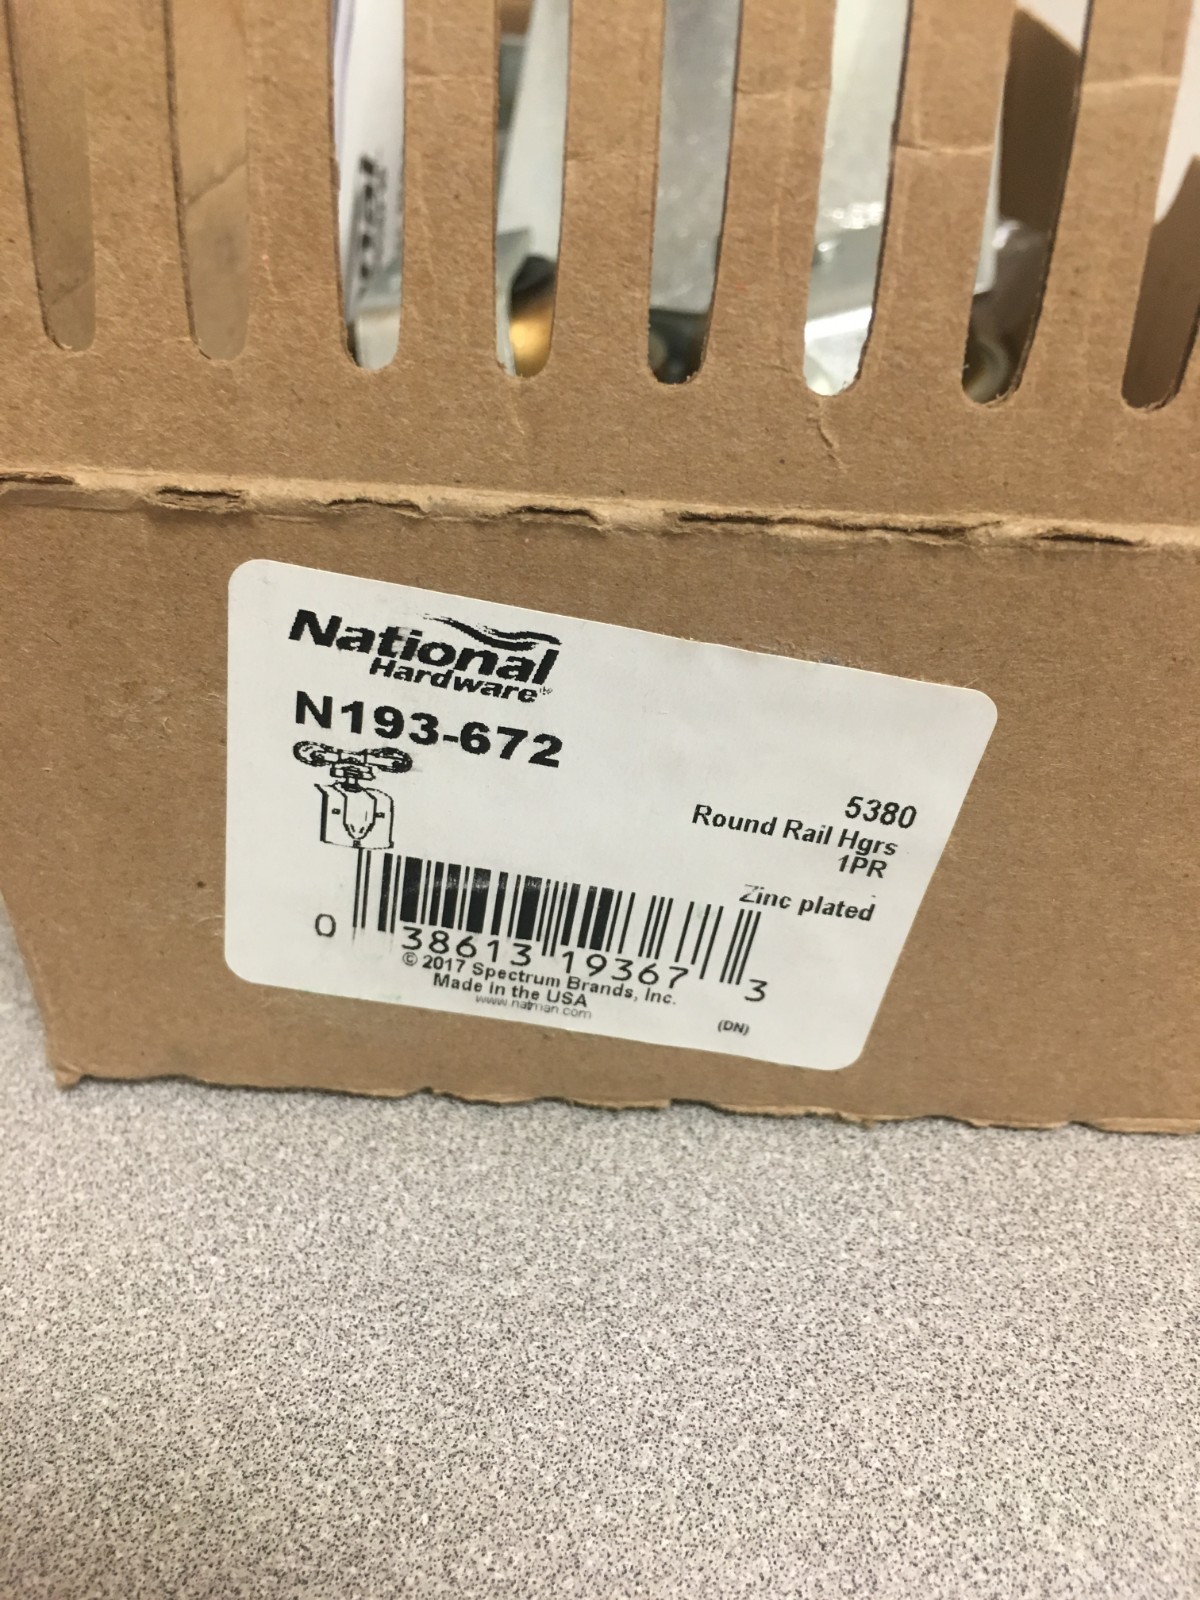 National
Hardware
N193-672
5380
Round Rail Hgrs
1PR
Zinc plated
0 38613 19367 3
© 2017 Spectrum Brands, Inc.
Made in the USA
www.natman.com
(DN)